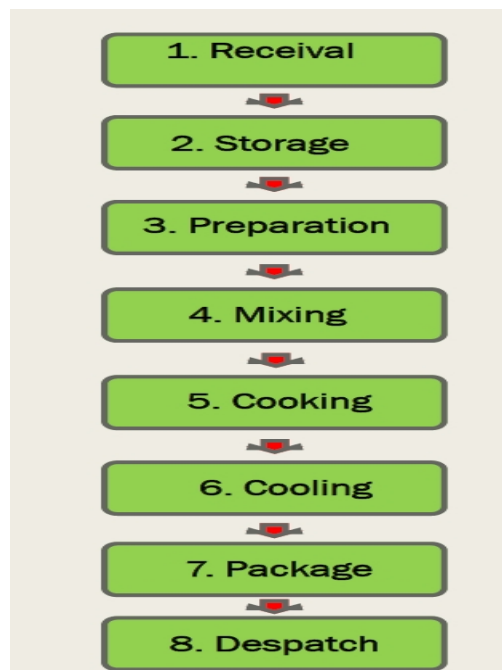 1. Receival
2. Storage
3. Preparation
4. Mixing
5. Cooking
6. Cooling
7. Package
8. Despatch